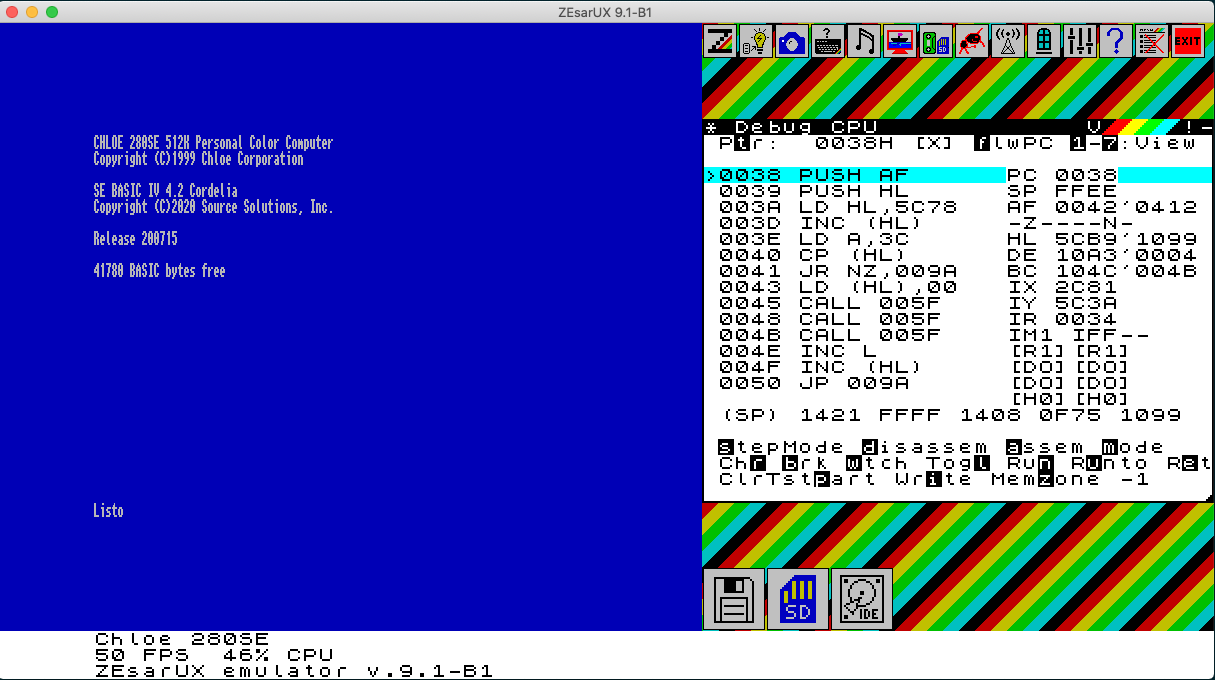 ZEsarUX 9.1-B1
EXIT
CHLOE 280SE 512K Personal Color Computer
Copyright (C)1999 Chloe Corporation
SE BASIC IV 4.2 Cordelia
Copyright (C)2020 Source Solutions, Inc.
Release 200715
41780 BASIC bytes free
Listo
* Debug CPU V ! -
Ptr: 0038H [X] flwPC 1-7:View
>0038 PUSH AF PC 0038
0039 PUSH HL SP FFEE
003A LD HL,5C78 AF 0042'0412
003D INC (HL) -Z----N-
003E LD A,3C HL 5CB9'1099
0040 CP (HL) DE 10A3'0004
0041 JR NZ,009A BC 104C'004B
0043 LD (HL),00 IX 2C81
0045 CALL 005F IY 5C3A
0048 CALL 005F IR 0034
004B CALL 005F IM1 IFF--
004E INC L [R1] [R1]
004F INC (HL) [D0] [D0]
0050 JP 009A [D0] [D0]
[H0] [H0]
(SP) 1421 FFFF 1408 0F75 1099
stepMode disassem assem mode
Chr brk wtch Togl Run Runto Ret
ClrTstpart Write Memzone -1
SD
IDE
Chloe 280SE
50 FPS 46% CPU
ZEsarUX emulator v.9.1-B1